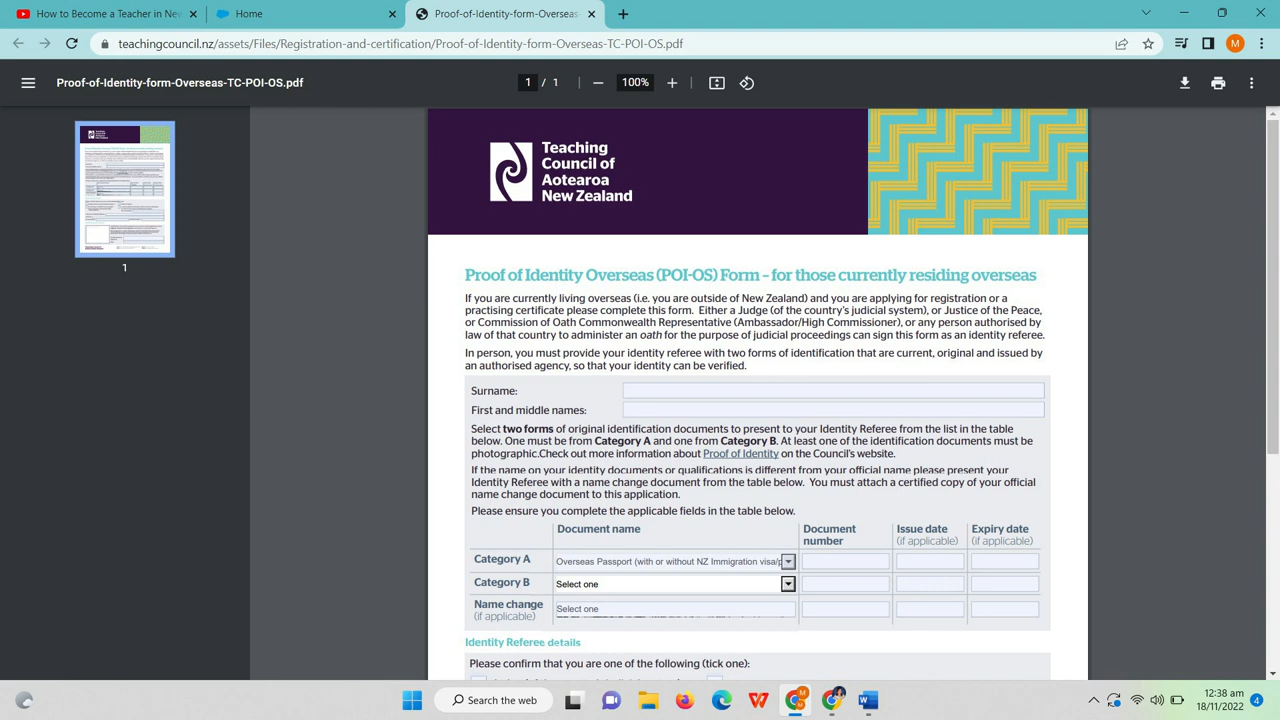 How to Become a Teacher in New
Home
Proof-of-Identity-form-Overseas
teachingcouncil.nz/assets/Files/Registration-and-certification/Proof-of-Identity-form-Overseas-TC-POI-OS.pdf
M
Proof-of-Identity-form-Overseas-TC-POI-OS.pdf
1 / 1
100%
1
Teaching
Council of
Aotearoa
New Zealand
Proof of Identity Overseas (POI-OS) Form – for those currently residing overseas
If you are currently living overseas (i.e. you are outside of New Zealand) and you are applying for registration or a
practising certificate please complete this form. Either a Judge (of the country's judicial system), or Justice of the Peace,
or Commission of Oath Commonwealth Representative (Ambassador/High Commissioner), or any person authorised by
law of that country to administer an oath for the purpose of judicial proceedings can sign this form as an identity referee.
In person, you must provide your identity referee with two forms of identification that are current, original and issued by
an authorised agency, so that your identity can be verified.
Surname:
First and middle names:
Select two forms of original identification documents to present to your Identity Referee from the list in the table
below. One must be from Category A and one from Category B. At least one of the identification documents must be
photographic.Check out more information about Proof of Identity on the Council's website.
If the name on your identity documents or qualifications is different from your official name please present your
Identity Referee with a name change document from the table below. You must attach a certified copy of your official
name change document to this application.
Please ensure you complete the applicable fields in the table below.
Document name Document number Issue date (if applicable) Expiry date (if applicable)
Category A Overseas Passport (with or without NZ Immigration visa/p
Category B Select one
Name change (if applicable) Select one
Identity Referee details
Please confirm that you are one of the following (tick one):
Search the web
12:38 am
18/11/2022
4